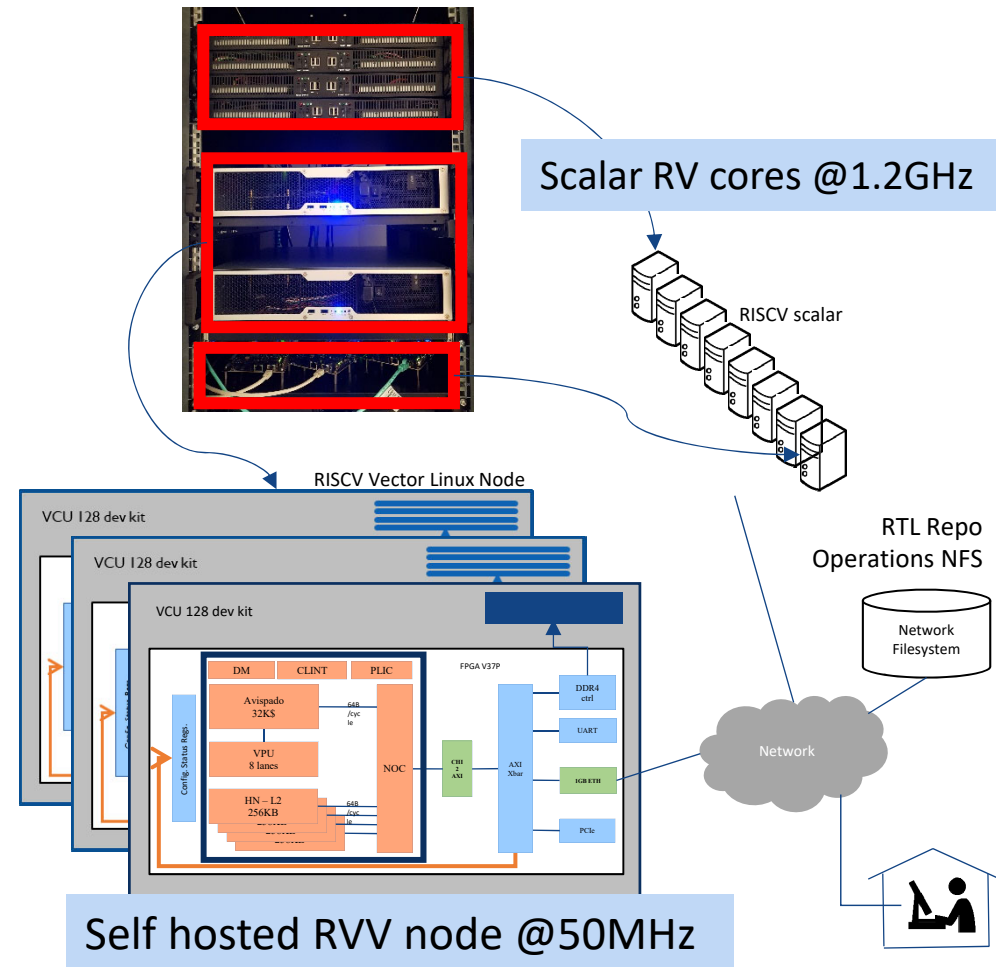 Scalar RV cores @1.2GHz
RISCV scalar
RISCV Vector Linux Node
VCU 128 dev kit
VCU 128 dev kit
VCU 128 dev kit
RTL Repo
Operations NFS
Network
Filesystem
Network
FPGA V37P
DM
CLINT
PLIC
Avispado
32K$
64B
/cyc
le
VPU
8 lanes
NOC
HN – L2
256KB
64B
/cyc
le
Config. Status Regs.
CHI
2
AXI
AXI
Xbar
DDR4
ctrl
UART
1GB ETH
PCIe
Self hosted RVV node @50MHz